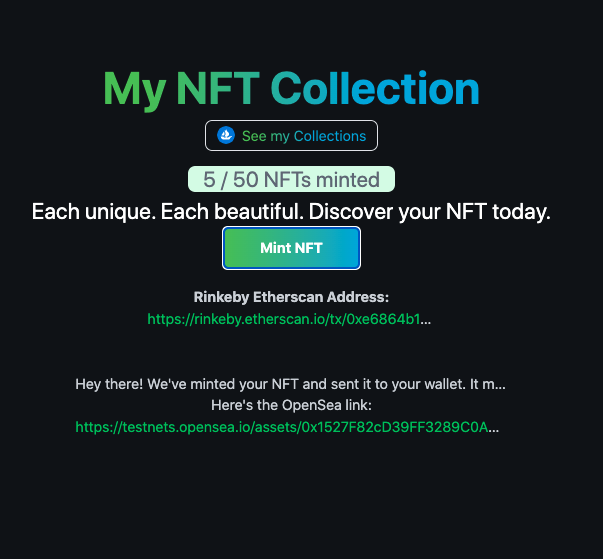 My NFT Collection
See my Collections
5 / 50 NFTs minted
Each unique. Each beautiful. Discover your NFT today.
Mint NFT
Rinkeby Etherscan Address:
https://rinkeby.etherscan.io/tx/0xe6864b1...
Hey there! We've minted your NFT and sent it to your wallet. It m...
Here's the OpenSea link:
https://testnets.opensea.io/assets/0x1527F82cD39FF3289C0A...